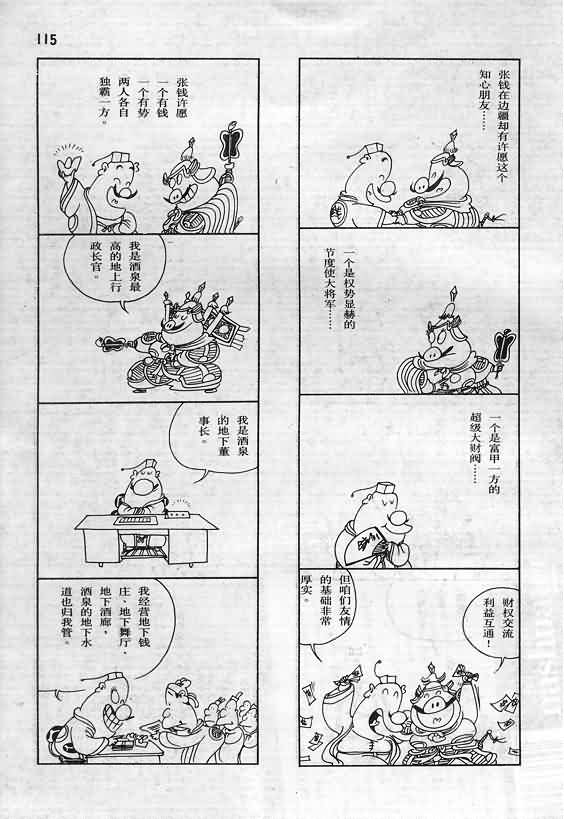 115
张钱在边疆却有许愿这个
知心朋友……
一个是权势显赫的
节度使大将军……
一个是富甲一方的
超级大财阀……
财权交流
利益互通!
但咱们友情
的基础非常
厚实。
张钱许愿
一个有钱
一个有势
两人各自
独霸一方。
我是酒泉最
高的地上行
政长官。
我是酒泉
的地下董
事长。
我经营地下钱
庄、地下舞厅、
地下酒廊,
酒泉的地下水
道也归我管。